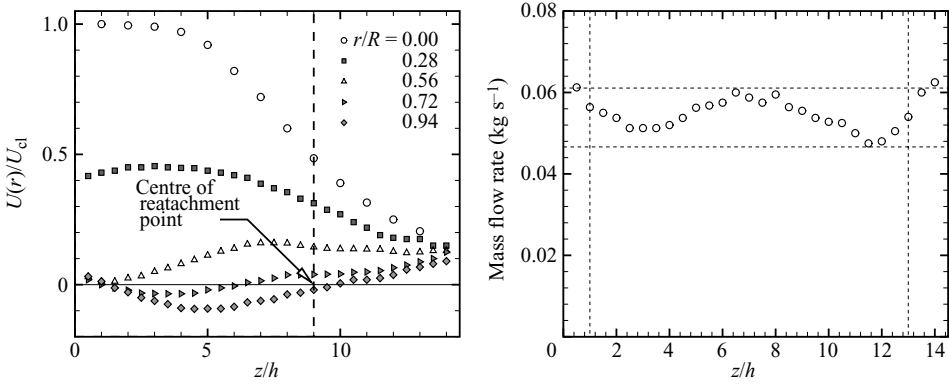 1.0
0.5
0
U(r)/U_cl
r/R = 0.00
0.28
0.56
0.72
0.94
Centre of
reatachment
point
0 5 10
z/h
0.08
0.06
0.04
0.02
Mass flow rate (kg s⁻¹)
0 2 4 6 8 10 12 14
z/h